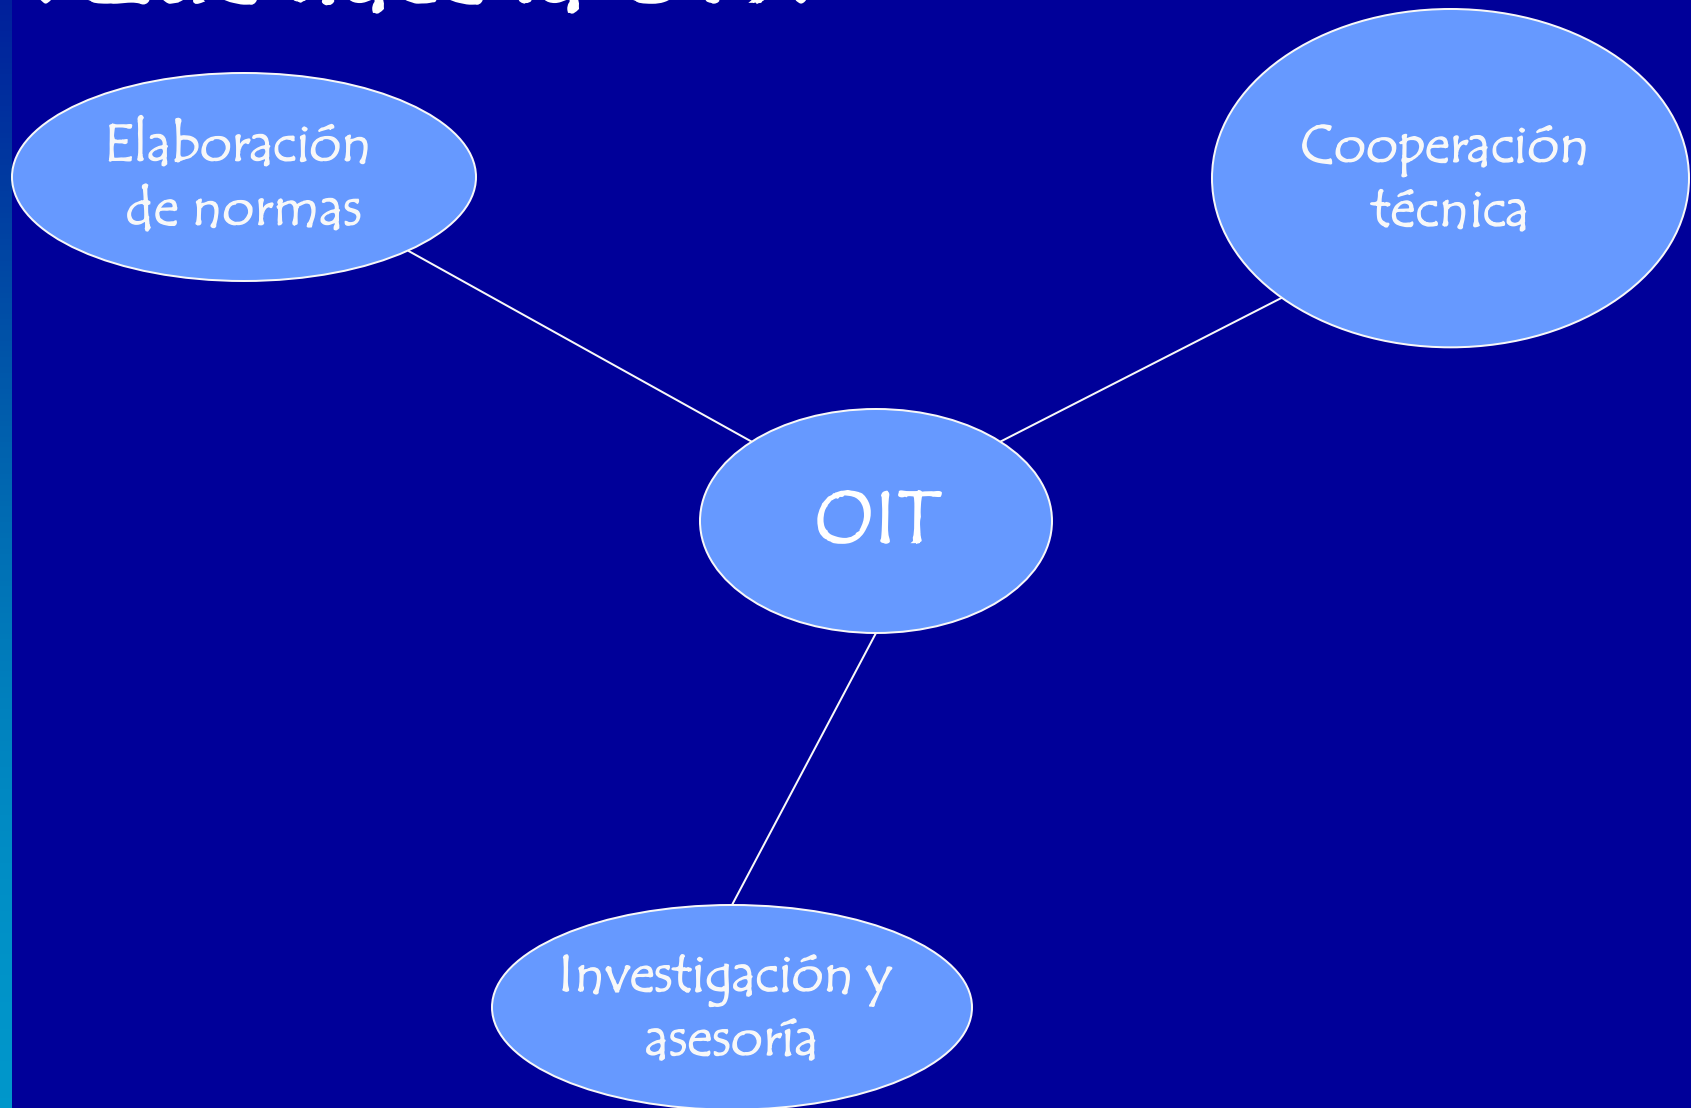 Elaboración
de normas
Cooperación
técnica
OIT
Investigación y
asesoría